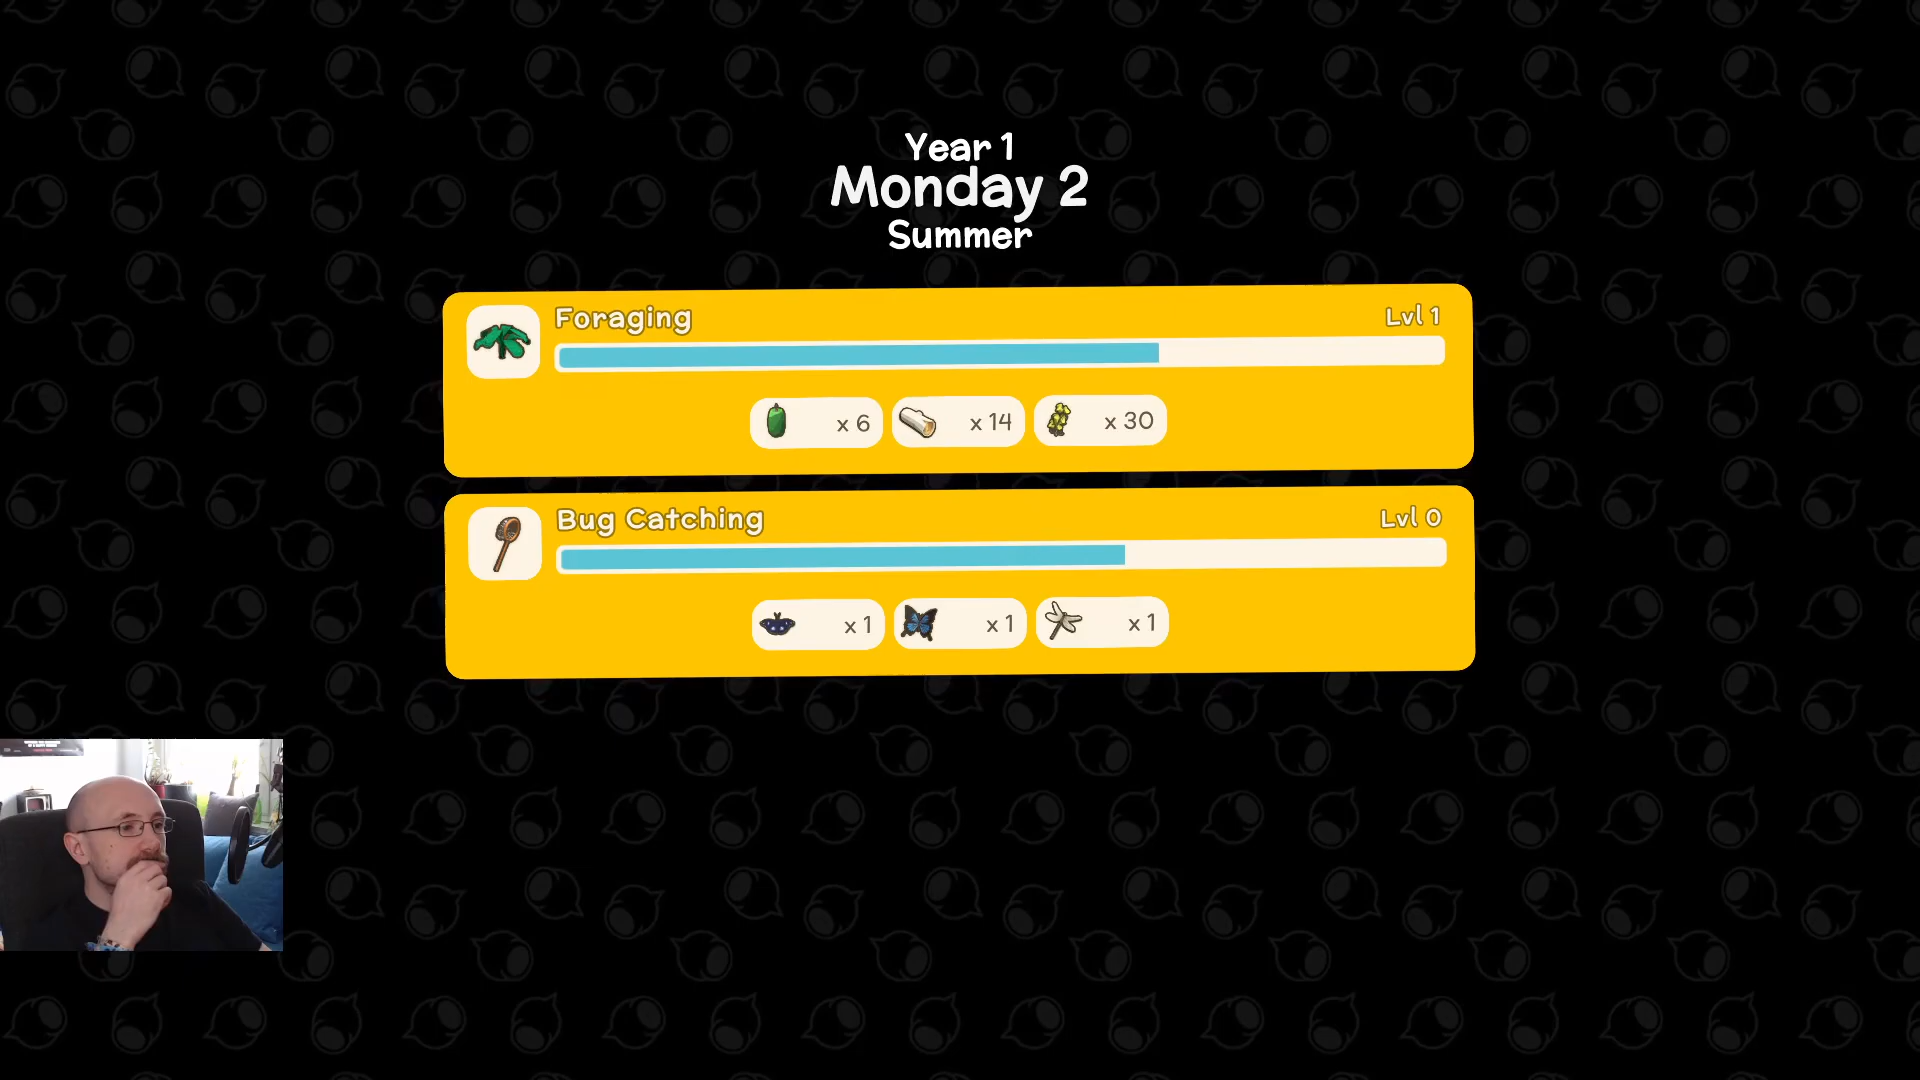 Year 1
Monday 2
Summer
Foraging
Lvl 1
x 6
x 14
x 30
Bug Catching
Lvl 0
x 1
x 1
x 1